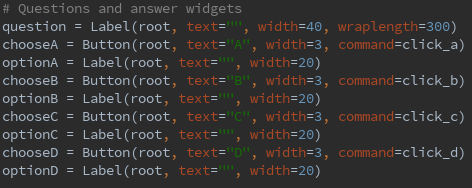 # Questions and answer widgets
question = Label(root, text="", width=40, wraplength=300)
chooseA = Button(root, text="A", width=3, command=click_a)
optionA = Label(root, text="", width=20)
chooseB = Button(root, text="B", width=3, command=click_b)
optionB = Label(root, text="", width=20)
chooseC = Button(root, text="C", width=3, command=click_c)
optionC = Label(root, text="", width=20)
chooseD = Button(root, text="D", width=3, command=click_d)
optionD = Label(root, text="", width=20)